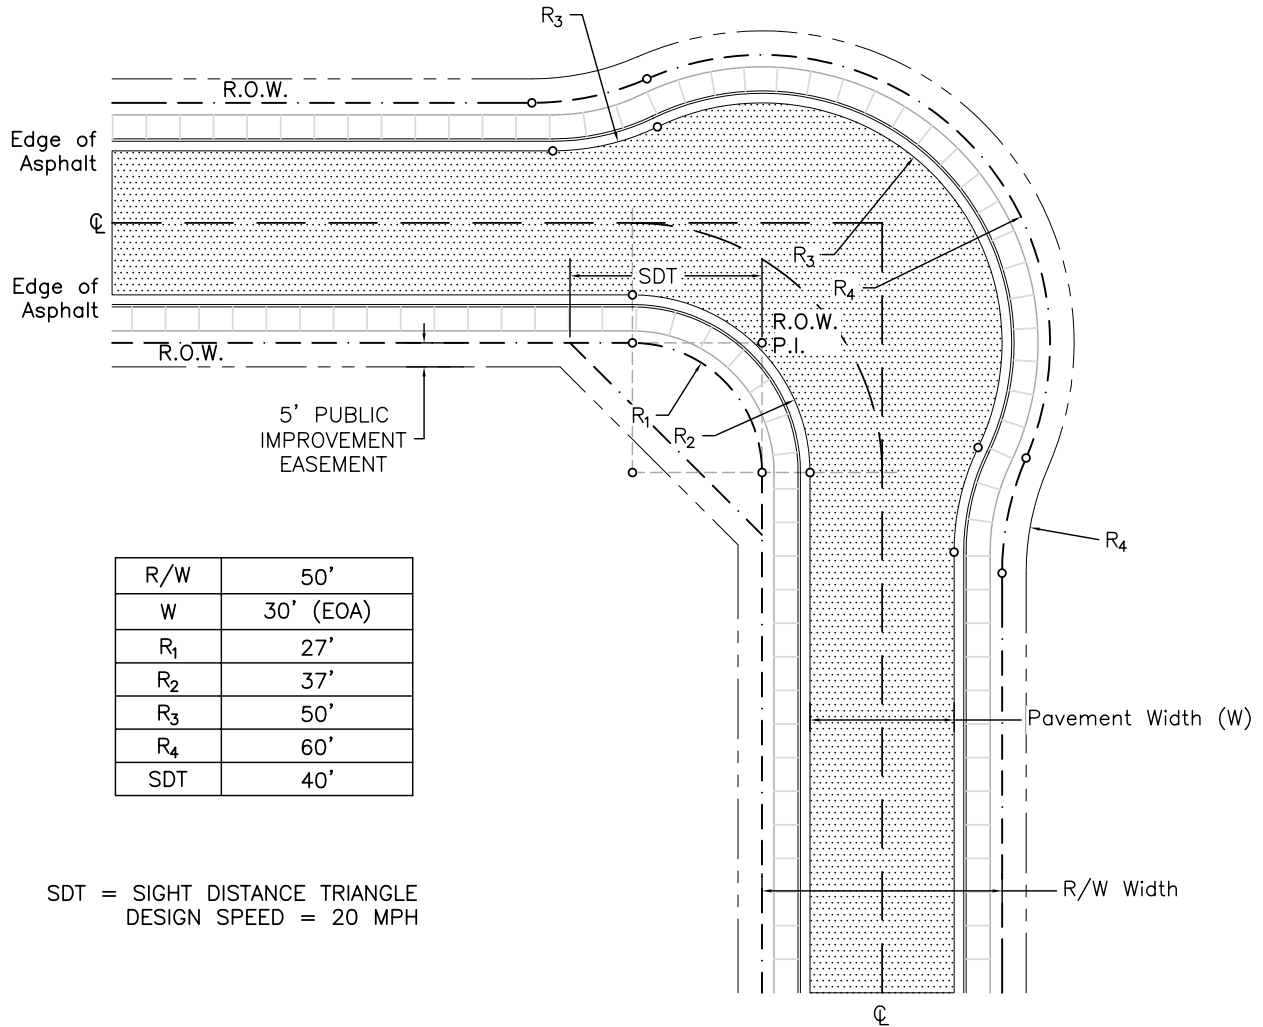 R3
R.O.W.
Edge of
Asphalt
℄
R3
SDT
R4
Edge of
Asphalt
R.O.W.
P.I.
R.O.W.
5' PUBLIC
IMPROVEMENT
EASEMENT
R1
R2
R4
R/W 50'
W 30' (EOA)
R1 27'
R2 37'
R3 50'
R4 60'
SDT 40'
Pavement Width (W)
R/W Width
SDT = SIGHT DISTANCE TRIANGLE
DESIGN SPEED = 20 MPH
℄